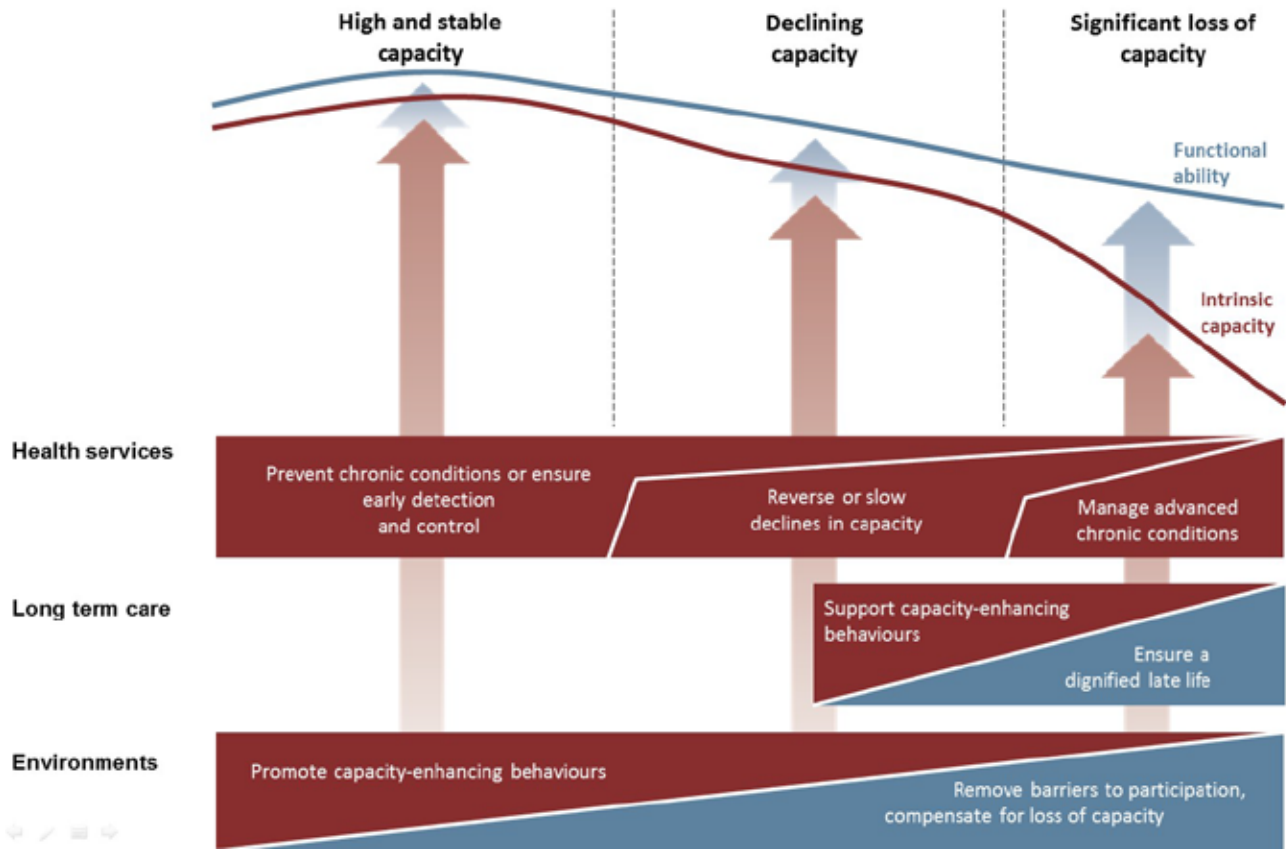 High and stable
capacity
Declining
capacity
Significant loss of
capacity
Functional
ability
Intrinsic
capacity
Health services
Prevent chronic conditions or ensure
early detection
and control
Reverse or slow
declines in capacity
Manage advanced
chronic conditions
Long term care
Support capacity-enhancing
behaviours
Ensure a
dignified late life
Environments
Promote capacity-enhancing behaviours
Remove barriers to participation,
compensate for loss of capacity